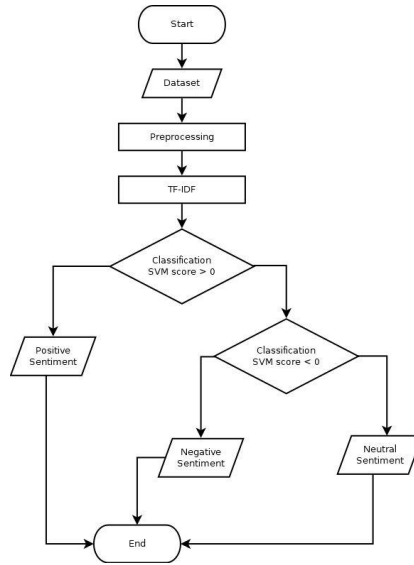 Start
Dataset
Preprocessing
TF-IDF
Classification
SVM score > 0
Positive
Sentiment
Classification
SVM score < 0
Negative
Sentiment
Neutral
Sentiment
End